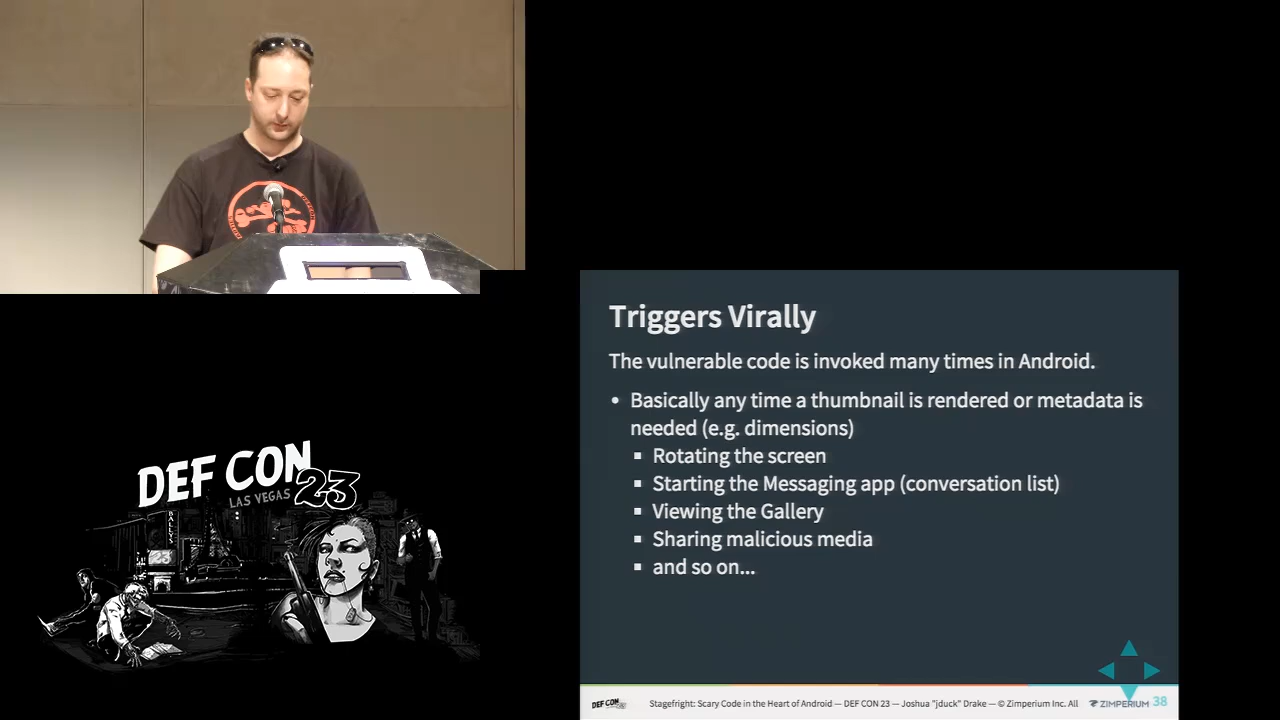 Triggers Virally
The vulnerable code is invoked many times in Android.
• Basically any time a thumbnail is rendered or metadata is
needed (e.g. dimensions)
▪ Rotating the screen
▪ Starting the Messaging app (conversation list)
▪ Viewing the Gallery
▪ Sharing malicious media
▪ and so on...
DEF CON
LAS VEGAS 23
BALLY'S
DEF CON Stagefright: Scary Code in the Heart of Android — DEF CON 23 — Joshua "jduck" Drake — © Zimperium Inc. All ZIMPERIUM 38